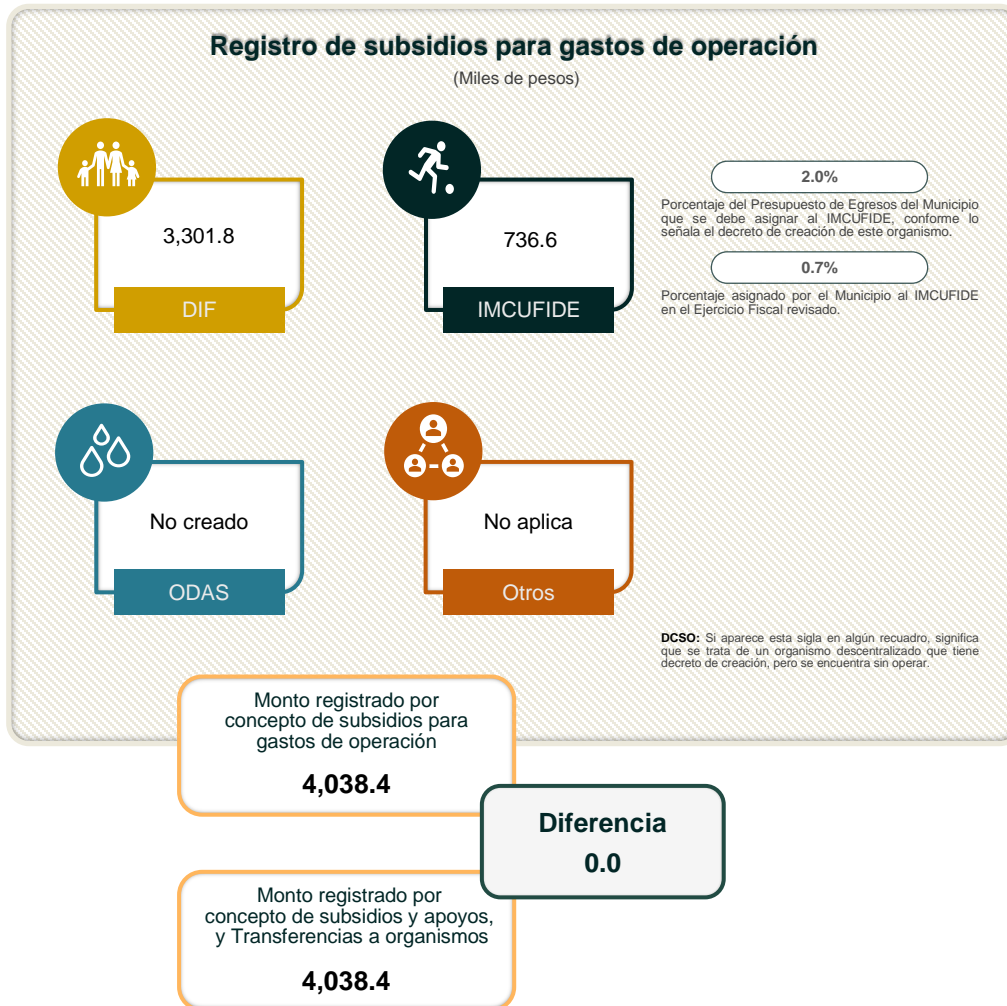 Registro de subsidios para gastos de operación
(Miles de pesos)
3,301.8
DIF
736.6
IMCUFIDE
2.0%
Porcentaje del Presupuesto de Egresos del Municipio
que se debe asignar al IMCUFIDE, conforme lo
señala el decreto de creación de este organismo.
0.7%
Porcentaje asignado por el Municipio al IMCUFIDE
en el Ejercicio Fiscal revisado.
No creado
ODAS
No aplica
Otros
DCSO: Si aparece esta sigla en algún recuadro, significa
que se trata de un organismo descentralizado que tiene
decreto de creación, pero se encuentra sin operar.
Monto registrado por
concepto de subsidios para
gastos de operación
4,038.4
Diferencia
0.0
Monto registrado por
concepto de subsidios y apoyos,
y Transferencias a organismos
4,038.4